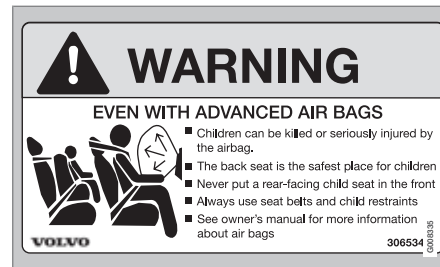 WARNING
EVEN WITH ADVANCED AIR BAGS
■ Children can be killed or seriously injured by
the airbag.
■ The back seat is the safest place for children
■ Never put a rear-facing child seat in the front
■ Always use seat belts and child restraints
■ See owner's manual for more information
about air bags
VOLVO
306534
G008335